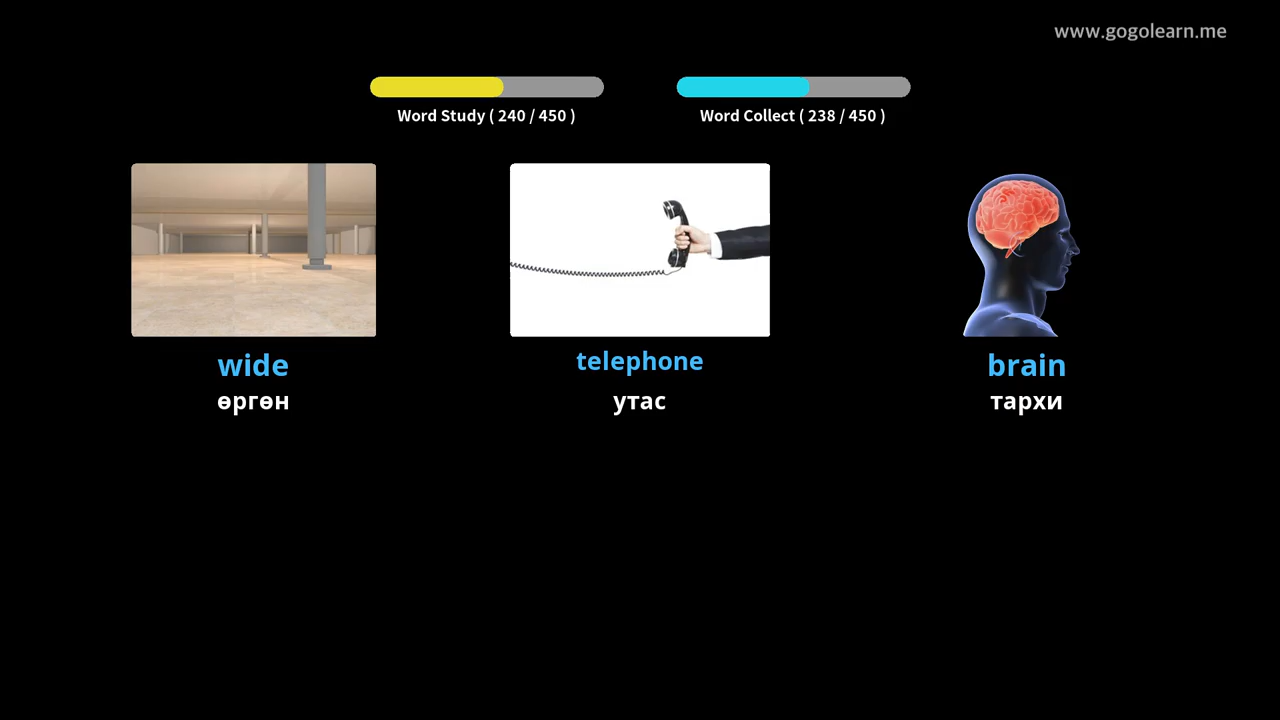 www.gogolearn.me
Word Study ( 240 / 450 )
Word Collect ( 238 / 450 )
wide
telephone
brain
өргөн
утас
тархи